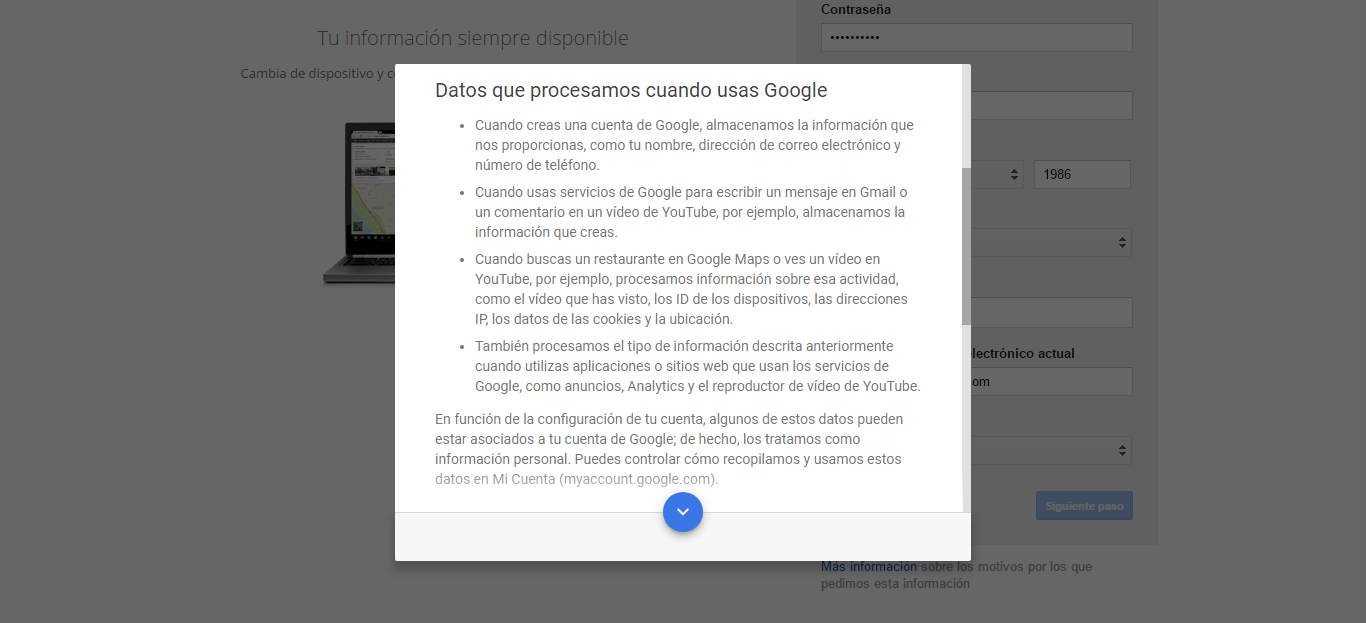 Contraseña
Tu información siempre disponible
••••••••••
Cambia de dispositivo y c
Datos que procesamos cuando usas Google
• Cuando creas una cuenta de Google, almacenamos la información que
nos proporcionas, como tu nombre, dirección de correo electrónico y
número de teléfono.
1986
• Cuando usas servicios de Google para escribir un mensaje en Gmail o
un comentario en un vídeo de YouTube, por ejemplo, almacenamos la
información que creas.
• Cuando buscas un restaurante en Google Maps o ves un vídeo en
YouTube, por ejemplo, procesamos información sobre esa actividad,
como el vídeo que has visto, los ID de los dispositivos, las direcciones
IP, los datos de las cookies y la ubicación.
• También procesamos el tipo de información descrita anteriormente
cuando utilizas aplicaciones o sitios web que usan los servicios de
Google, como anuncios, Analytics y el reproductor de vídeo de YouTube.
lectrónico actual
om
En función de la configuración de tu cuenta, algunos de estos datos pueden
estar asociados a tu cuenta de Google; de hecho, los tratamos como
información personal. Puedes controlar cómo recopilamos y usamos estos
datos en Mi Cuenta (myaccount.google.com).
Siguiente paso
Más información sobre los motivos por los que
pedimos esta información